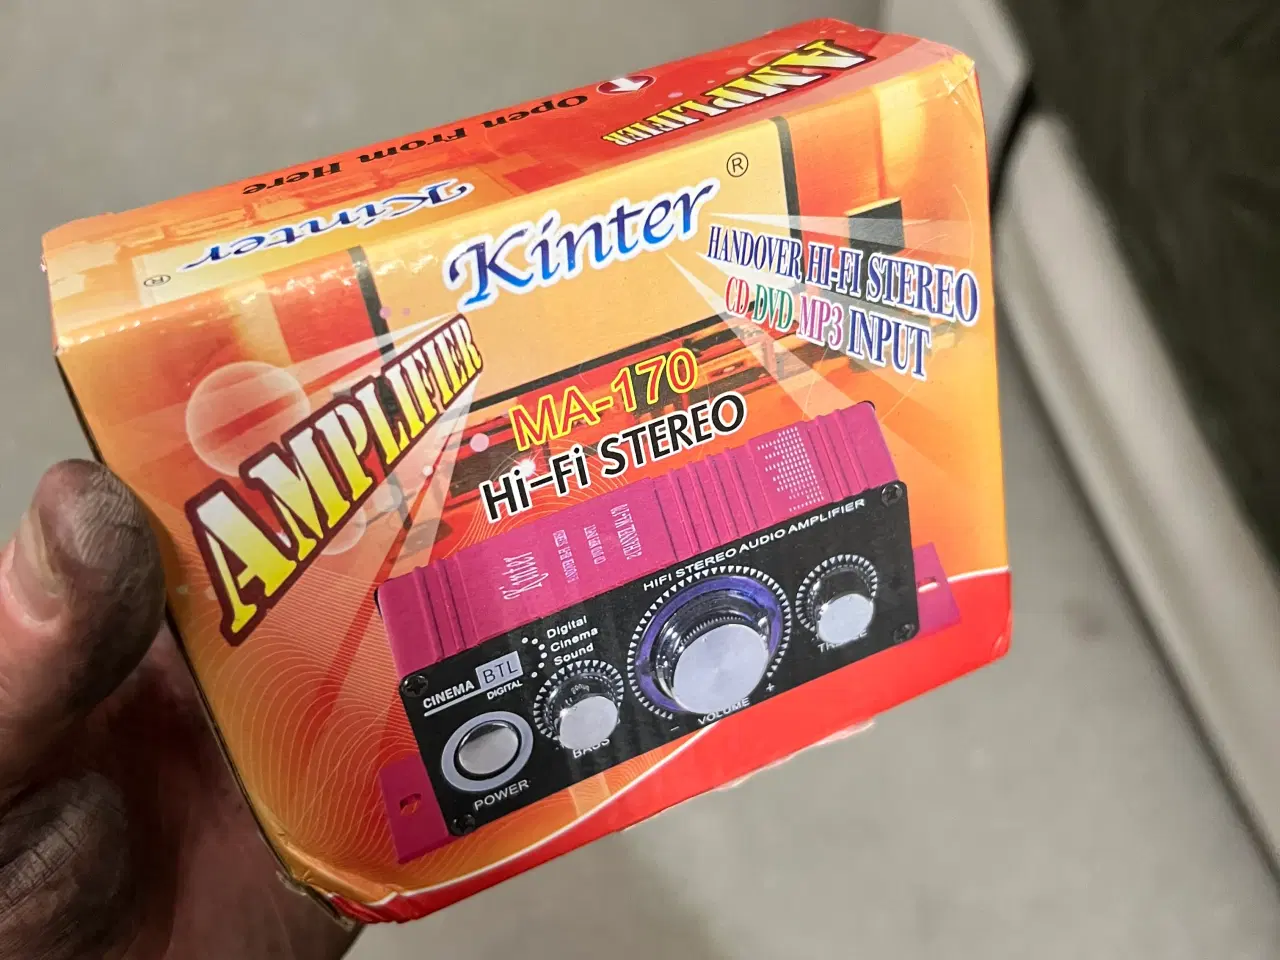 AMPLIFIER
Open From Here
Kinter
®
Kinter ®
HANDOVER HI-FI STEREO
CD DVD MP3 INPUT
AMPLIFIER
MA-170
Hi-Fi STEREO
Kinter
HIFI STEREO AUDIO AMPLIFIER
Digital
Cinema
Sound
CINEMA BTL
DIGITAL
POWER
BASS
- VOLUME +